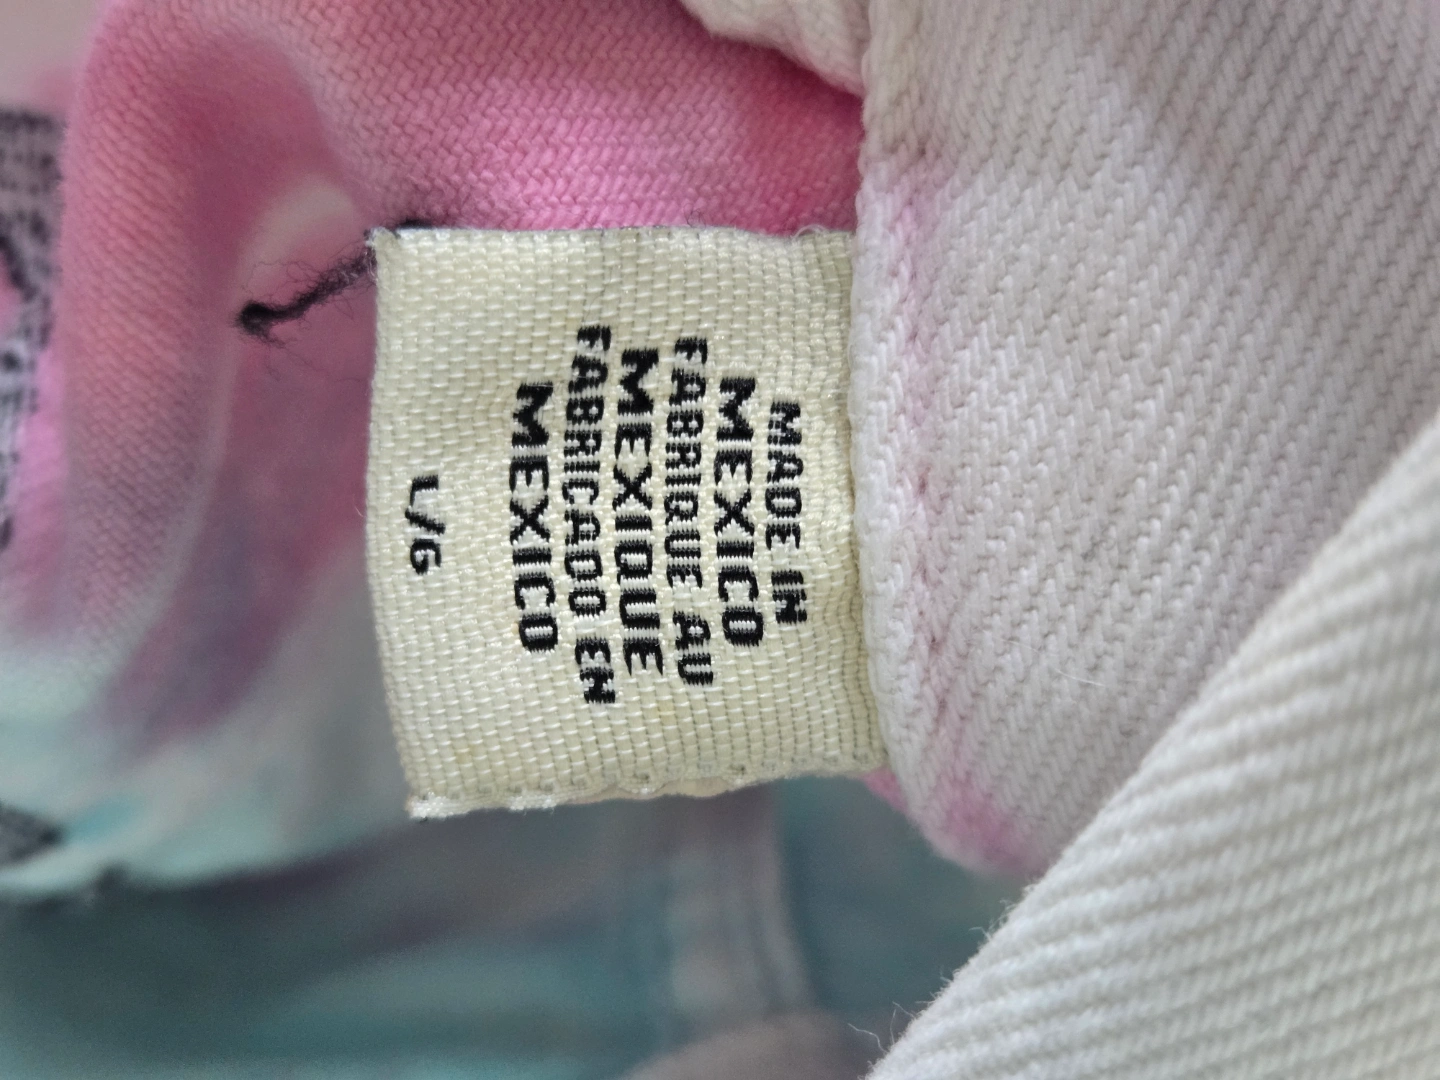 MADE IN
MEXICO
FABRIQUE AU
MEXIQUE
FABRICADO EN
MEXICO
L/G